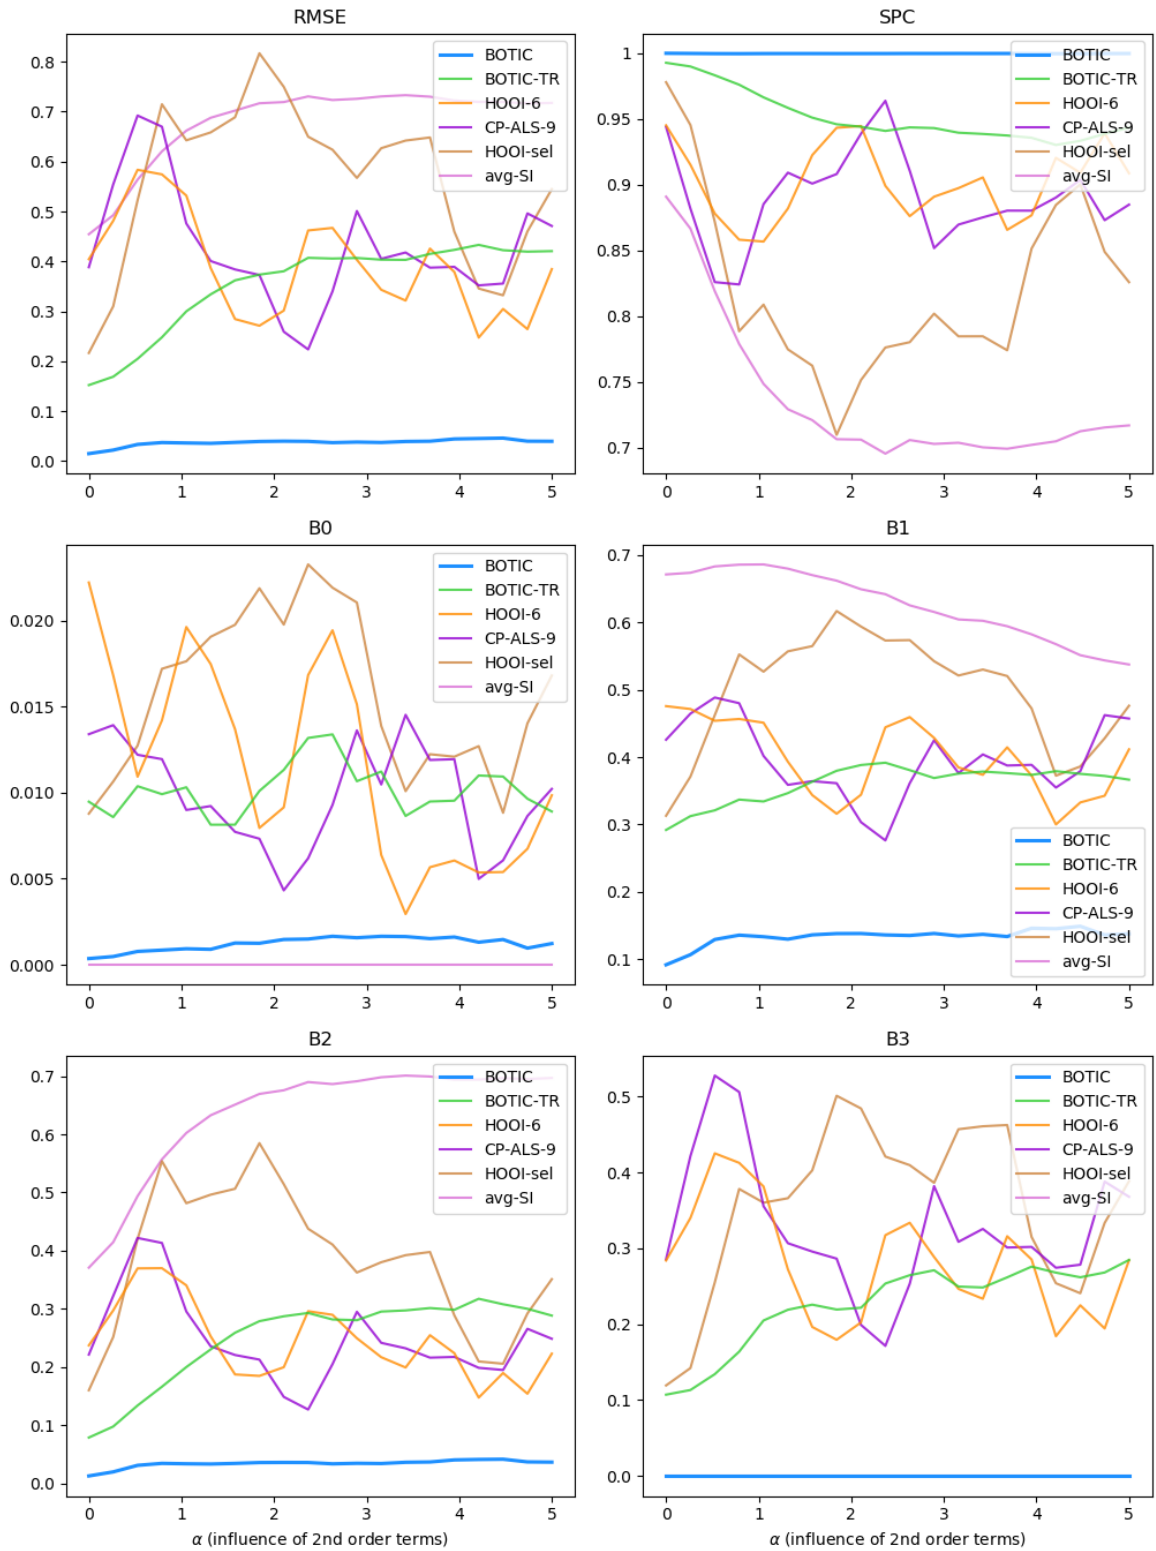 RMSE
0.8
0.7
0.6
0.5
0.4
0.3
0.2
0.1
0.0
0 1 2 3 4 5
BOTIC
BOTIC-TR
HOOI-6
CP-ALS-9
HOOI-sel
avg-SI
SPC
1
0.95
0.9
0.85
0.8
0.75
0.7
0 1 2 3 4 5
BOTIC
BOTIC-TR
HOOI-6
CP-ALS-9
HOOI-sel
avg-SI
B0
0.020
0.015
0.010
0.005
0.000
0 1 2 3 4 5
BOTIC
BOTIC-TR
HOOI-6
CP-ALS-9
HOOI-sel
avg-SI
B1
0.7
0.6
0.5
0.4
0.3
0.2
0.1
0 1 2 3 4 5
BOTIC
BOTIC-TR
HOOI-6
CP-ALS-9
HOOI-sel
avg-SI
B2
0.7
0.6
0.5
0.4
0.3
0.2
0.1
0.0
0 1 2 3 4 5
α (influence of 2nd order terms)
BOTIC
BOTIC-TR
HOOI-6
CP-ALS-9
HOOI-sel
avg-SI
B3
0.5
0.4
0.3
0.2
0.1
0.0
0 1 2 3 4 5
α (influence of 2nd order terms)
BOTIC
BOTIC-TR
HOOI-6
CP-ALS-9
HOOI-sel
avg-SI